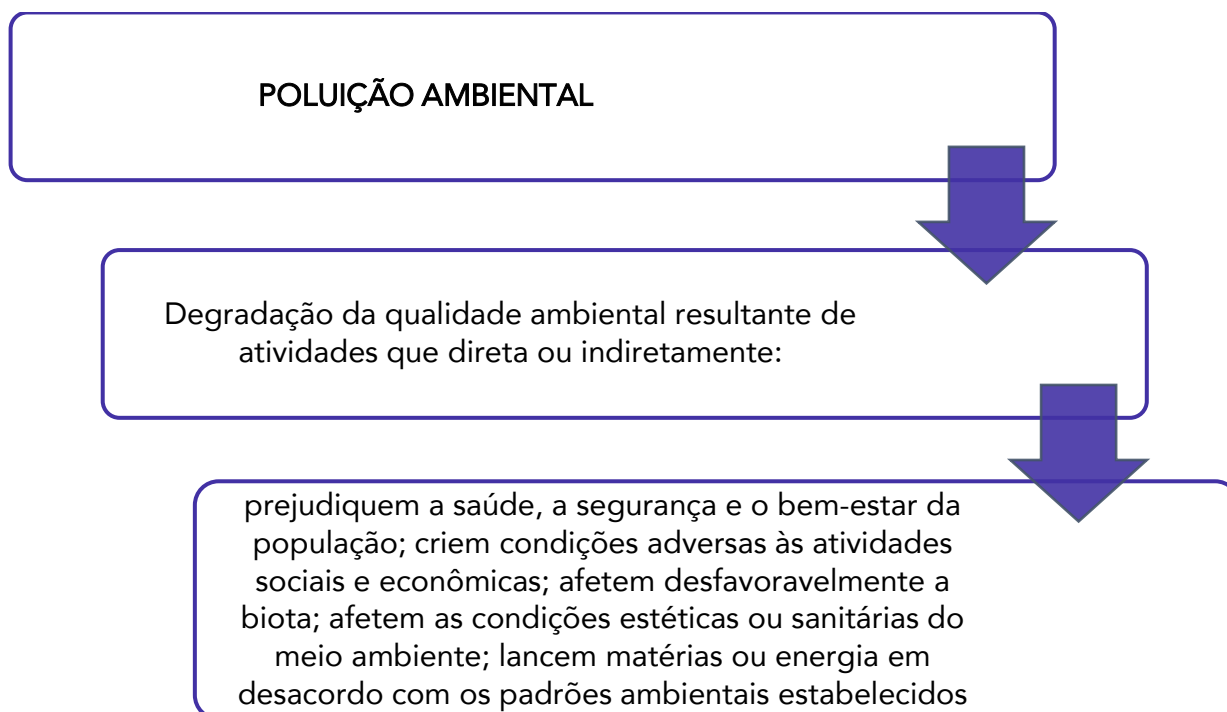 POLUIÇÃO AMBIENTAL
Degradação da qualidade ambiental resultante de
atividades que direta ou indiretamente:
prejudiquem a saúde, a segurança e o bem-estar da
população; criem condições adversas às atividades
sociais e econômicas; afetem desfavoravelmente a
biota; afetem as condições estéticas ou sanitárias do
meio ambiente; lancem matérias ou energia em
desacordo com os padrões ambientais estabelecidos